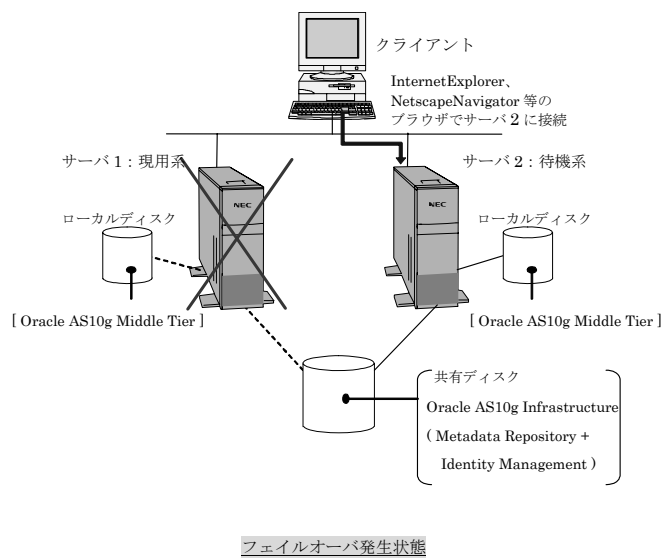 クライアント
InternetExplorer、
NetscapeNavigator 等の
ブラウザでサーバ 2 に接続
サーバ 1：現用系
サーバ 2：待機系
NEC
NEC
ローカルディスク
ローカルディスク
[ Oracle AS10g Middle Tier ]
[ Oracle AS10g Middle Tier ]
共有ディスク
Oracle AS10g Infrastructure
( Metadata Repository +
Identity Management )
フェイルオーバ発生状態